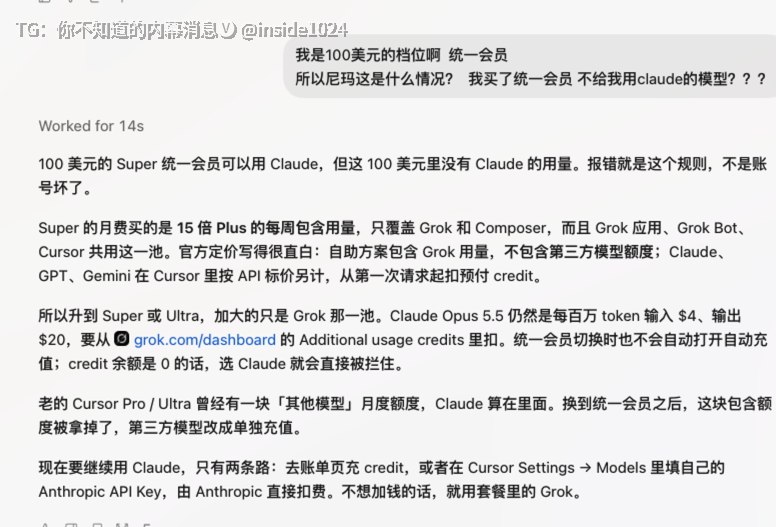 TG：你不知道的内幕消息Ⓥ @inside1024
我是100美元的档位啊 统一会员
所以尼玛这是什么情况？ 我买了统一会员 不给我用claude的模型？？？
Worked for 14s
100 美元的 Super 统一会员可以用 Claude，但这 100 美元里没有 Claude 的用量。报错就是这个规则，不是账
号坏了。
Super 的月费买的是 15 倍 Plus 的每周包含用量，只覆盖 Grok 和 Composer，而且 Grok 应用、Grok Bot、
Cursor 共用这一池。官方定价写得很直白：自助方案包含 Grok 用量，不包含第三方模型额度；Claude、
GPT、Gemini 在 Cursor 里按 API 标价另计，从第一次请求起扣预付 credit。
所以升到 Super 或 Ultra，加大的只是 Grok 那一池。Claude Opus 5.5 仍然是每百万 token 输入 $4、输出
$20，要从 grok.com/dashboard 的 Additional usage credits 里扣。统一会员切换时也不会自动打开自动充
值；credit 余额是 0 的话，选 Claude 就会直接被拦住。
老的 Cursor Pro / Ultra 曾经有一块「其他模型」月度额度，Claude 算在里面。换到统一会员之后，这块包含额
度被拿掉了，第三方模型改成单独充值。
现在要继续用 Claude，只有两条路：去账单页充 credit，或者在 Cursor Settings → Models 里填自己的
Anthropic API Key，由 Anthropic 直接扣费。不想加钱的话，就用套餐里的 Grok。